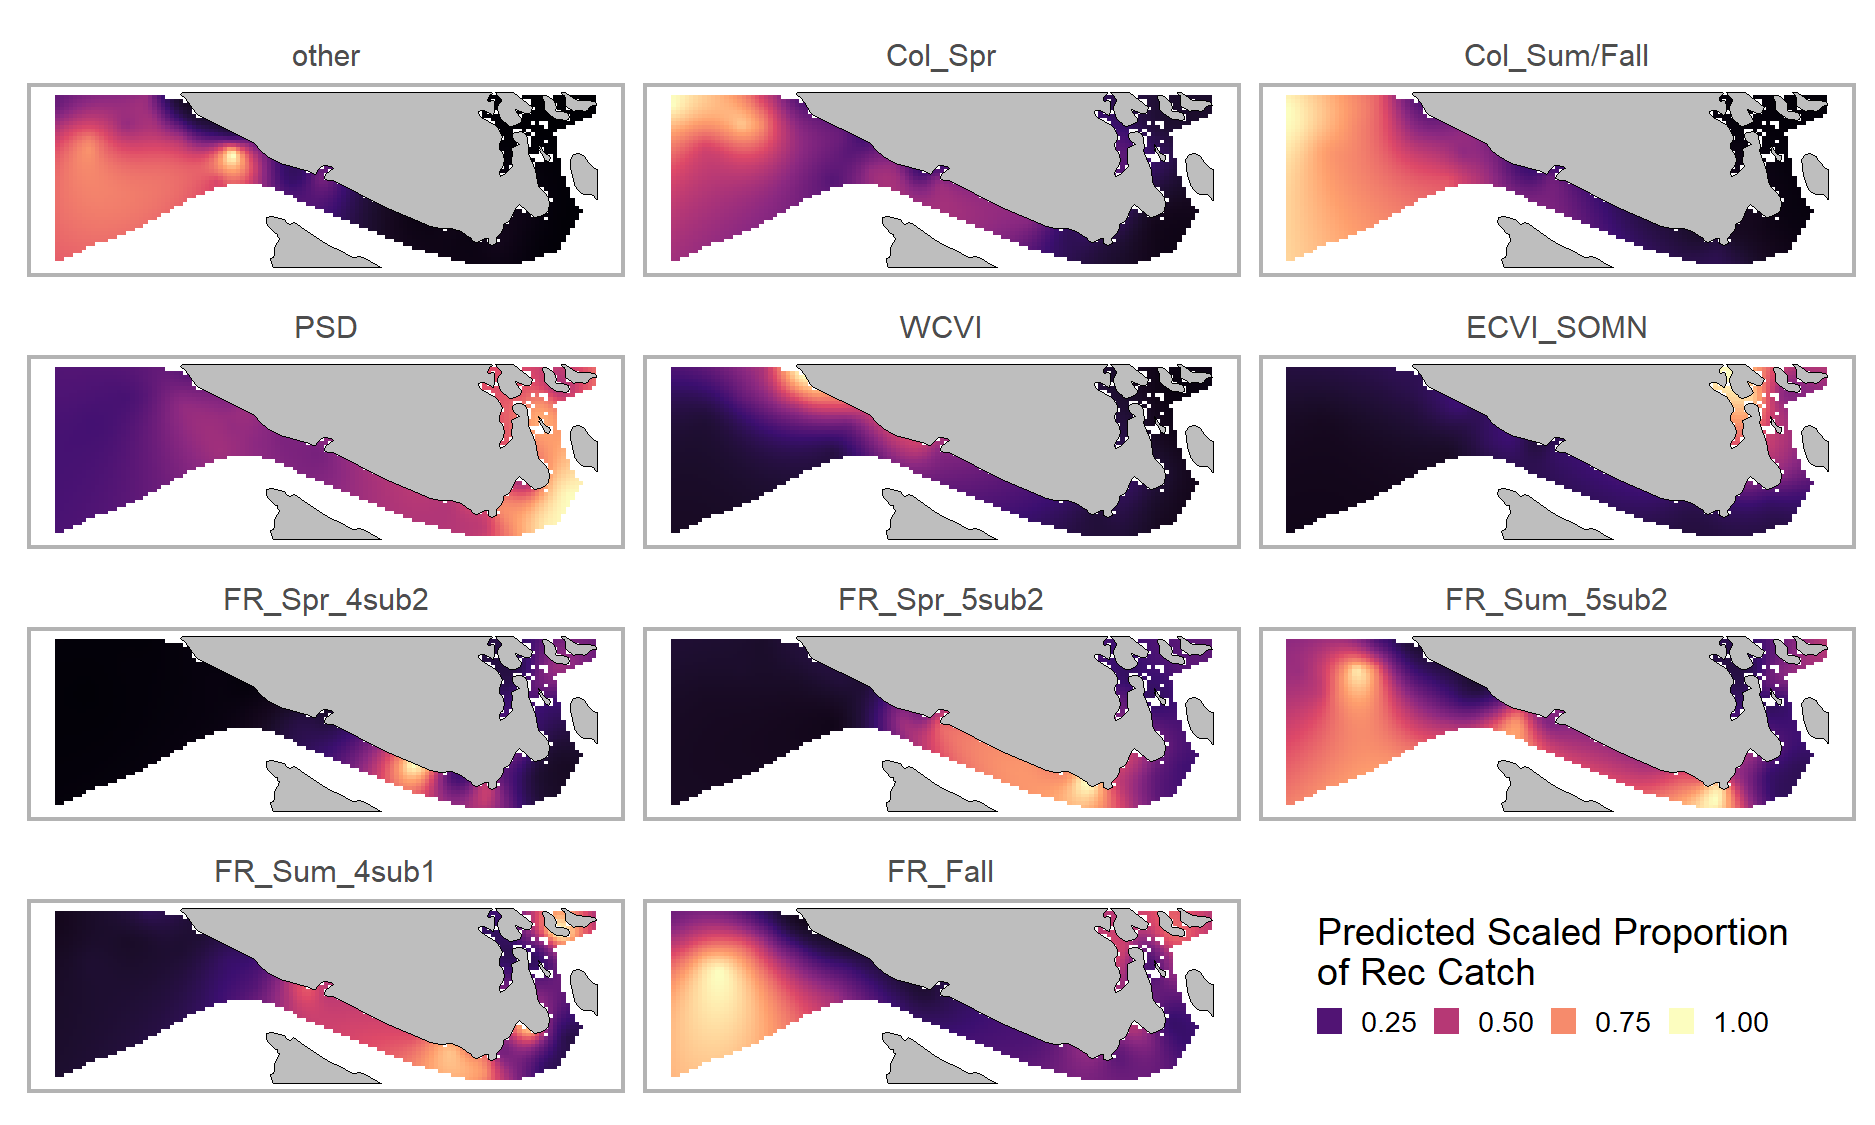 other
Col_Spr
Col_Sum/Fall
PSD
WCVI
ECVI_SOMN
FR_Spr_4sub2
FR_Spr_5sub2
FR_Sum_5sub2
FR_Sum_4sub1
FR_Fall
Predicted Scaled Proportion
of Rec Catch
0.25 0.50 0.75 1.00